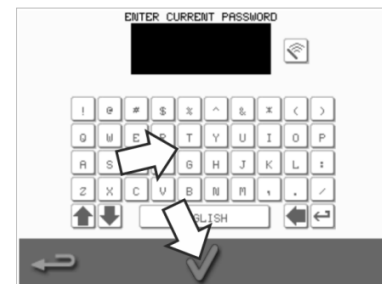 ENTER CURRENT PASSWORD
! @ # $ % ^ & * ( )
Q W E R T Y U I O P
A S G H J K L :
Z X C V B N M , . /